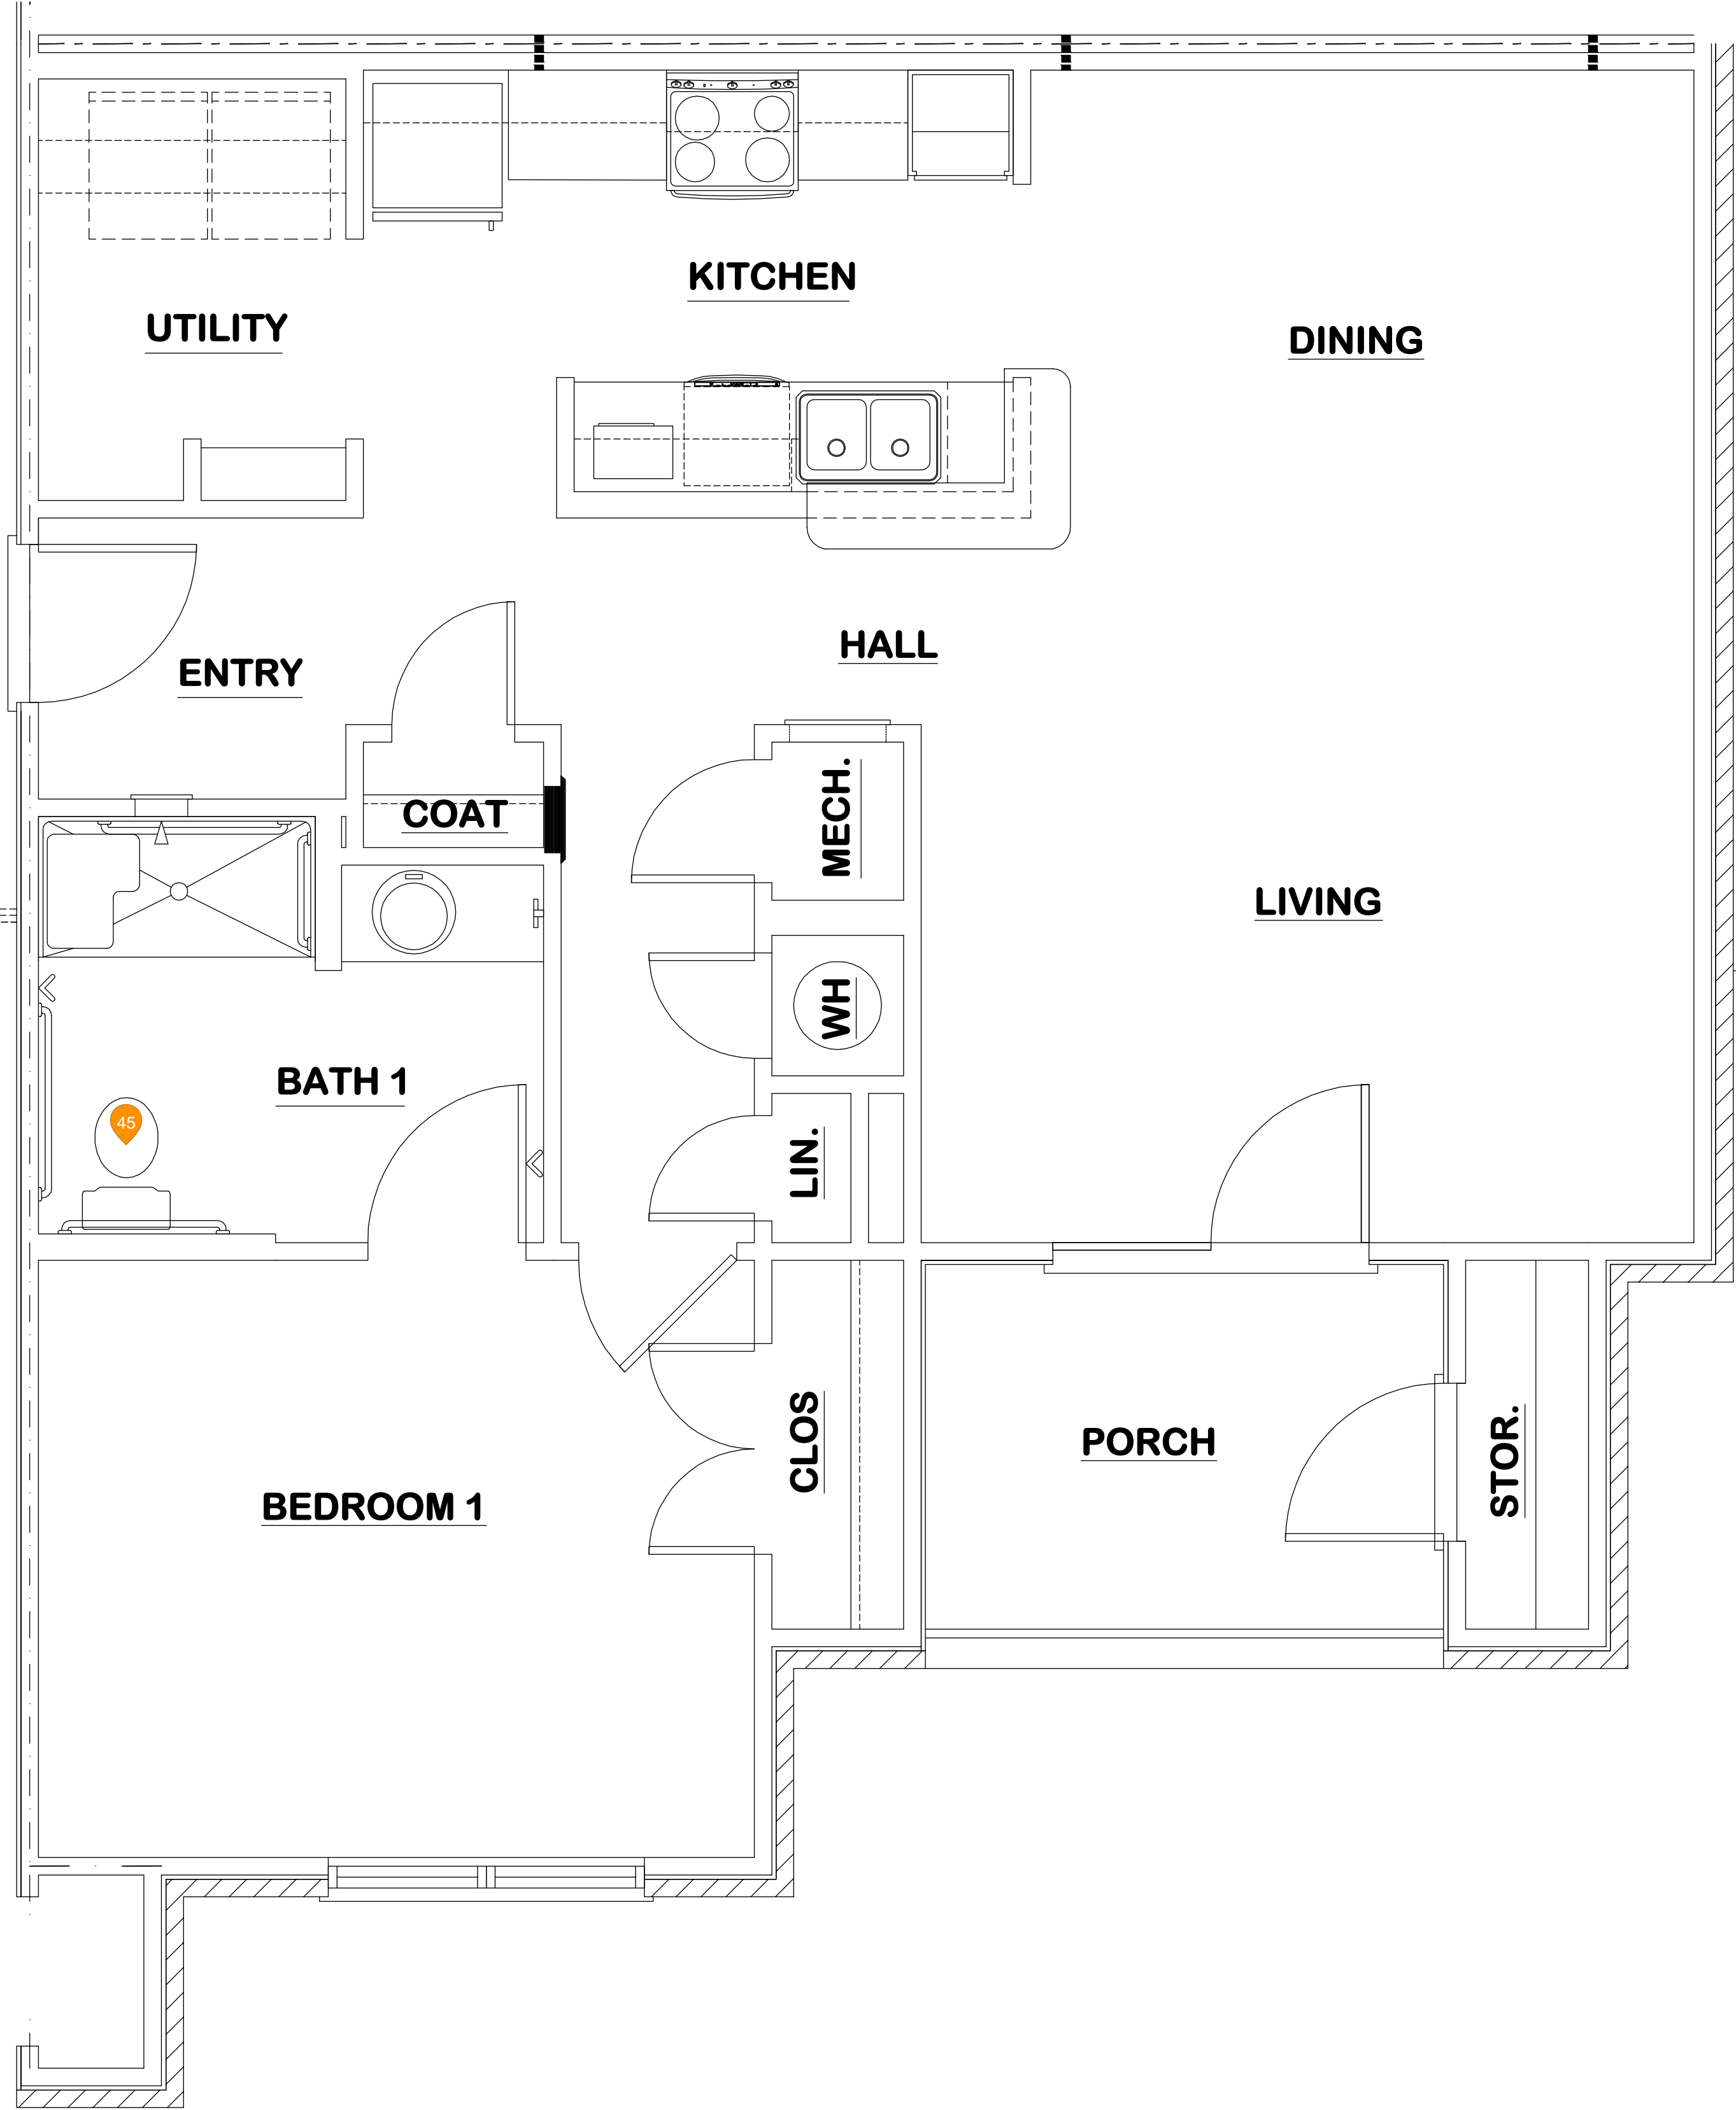 KITCHEN
UTILITY
DINING
HALL
ENTRY
COAT
MECH.
LIVING
WH
BATH 1
45
LIN.
CLOS
PORCH
STOR.
BEDROOM 1